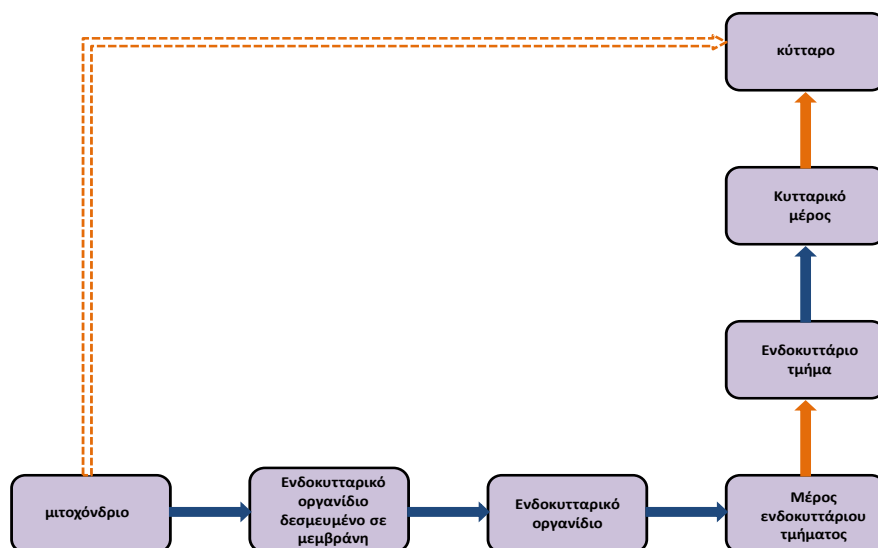 κύτταρο
Κυτταρικό
μέρος
Ενδοκυττάριο
τμήμα
μιτοχόνδριο
Ενδοκυτταρικό
οργανίδιο
δεσμευμένο σε
μεμβράνη
Ενδοκυτταρικό
οργανίδιο
Μέρος
ενδοκυττάριου
τμήματος